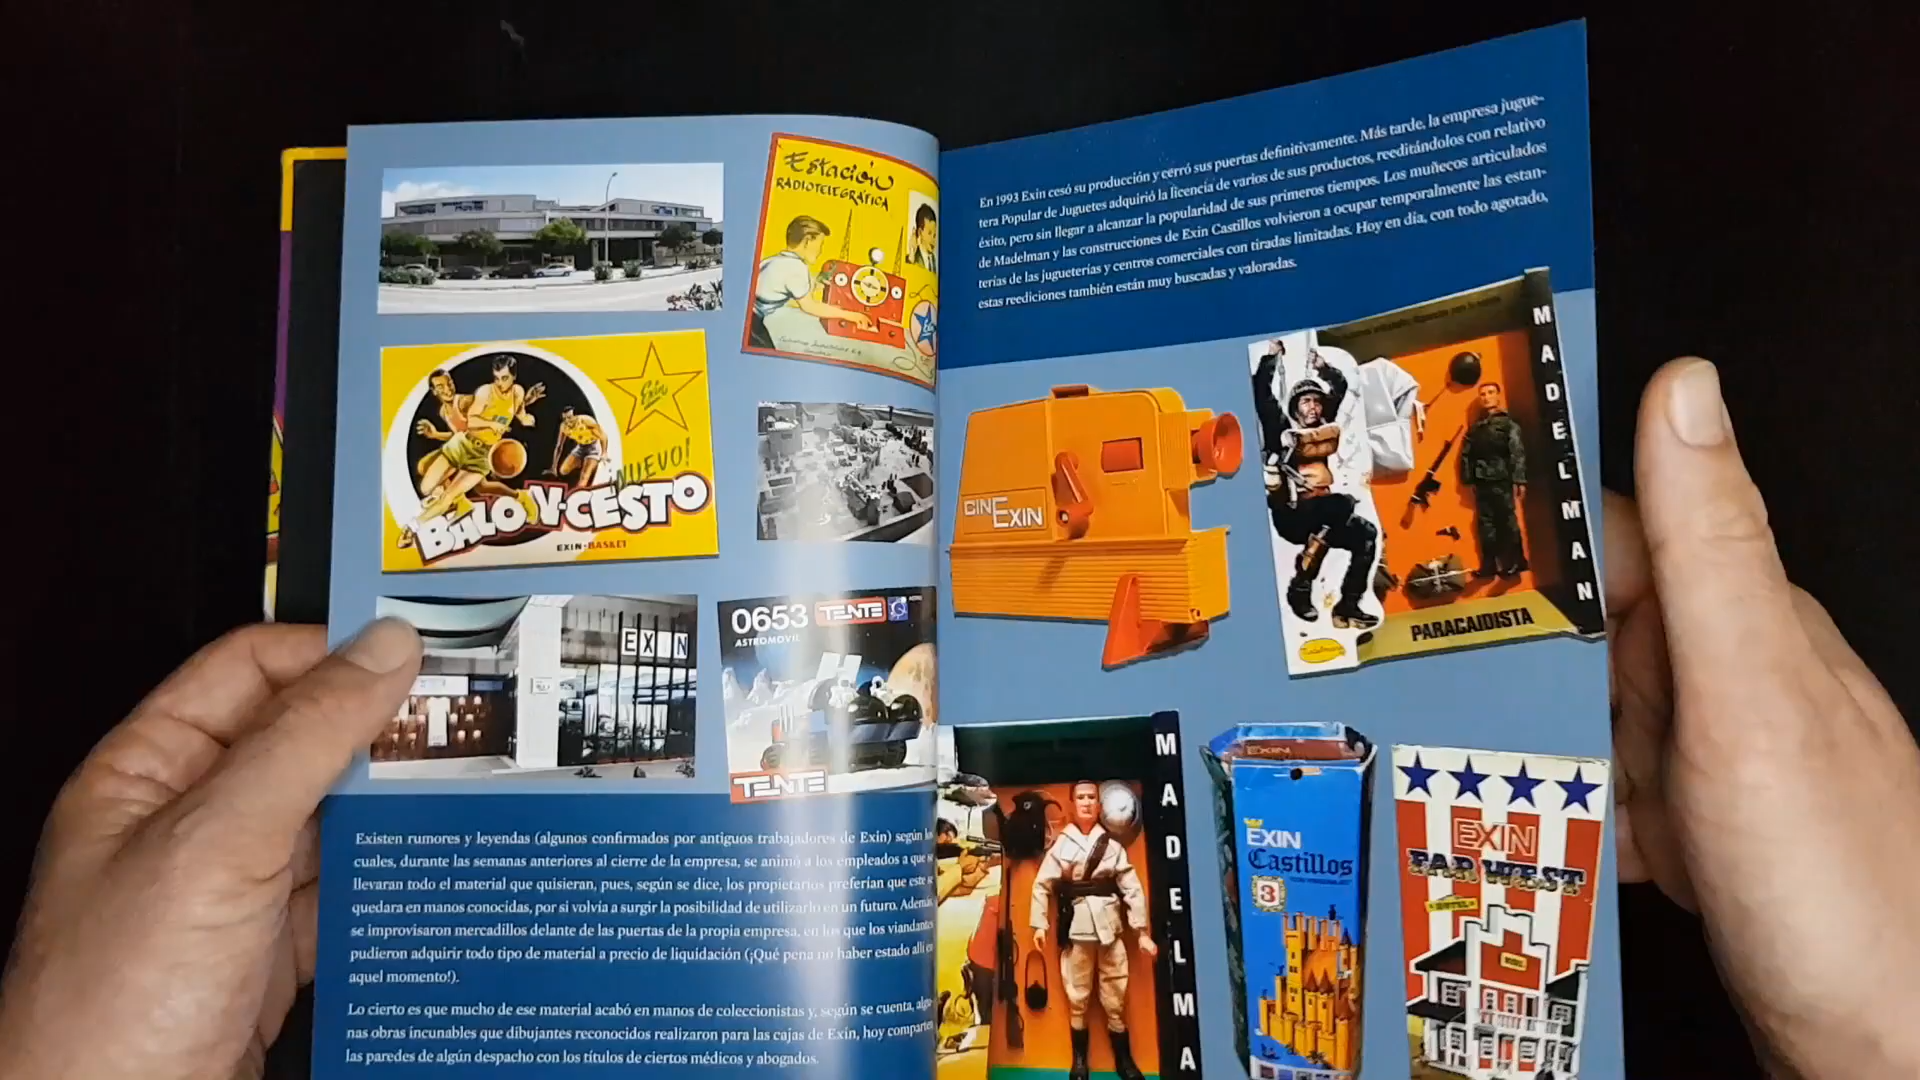 Estación
RADIOTELEGRÁFICA
Exin
NUEVO!
BALONCESTO
EXIN-BASKET
EXIN
0653 TENTE
ASTROMOVIL
TENTE
Existen rumores y leyendas (algunos confirmados por antiguos trabajadores de Exin) según
cuales, durante las semanas anteriores al cierre de la empresa, se animó a los empleados a que
llevaran todo el material que quisieran, pues, según se dice, los propietarios preferían que este
quedara en manos conocidas, por si volvía a surgir la posibilidad de utilizarlo en un futuro. Además
se improvisaron mercadillos delante de las puertas de la propia empresa, en los que los viandantes
pudieron adquirir todo tipo de material a precio de liquidación (¡Qué pena no haber estado allí
aquel momento!).
Lo cierto es que mucho de ese material acabó en manos de coleccionistas y, según se cuenta, algu-
nas obras incunables que dibujantes reconocidos realizaron para las cajas de Exin, hoy comparten
las paredes de algún despacho con los títulos de ciertos médicos y abogados.
En 1993 Exin cesó su producción y cerró sus puertas definitivamente. Más tarde, la empresa jugue-
tera Popular de Juguetes adquirió la licencia de varios de sus productos, reeditándolos con relativo
éxito, pero sin llegar a alcanzar la popularidad de sus primeros tiempos. Los muñecos articulados
de Madelman y las construcciones de Exin Castillos volvieron a ocupar temporalmente las estan-
terías de las jugueterías y centros comerciales con tiradas limitadas. Hoy en día, con todo agotado,
estas reediciones también están muy buscadas y valoradas.
CINEXIN
MADELMAN
PARACAIDISTA
Madelman
MADELMA
EXIN
EXIN
Castillos
3
EXIN
FAR WEST
HOTEL